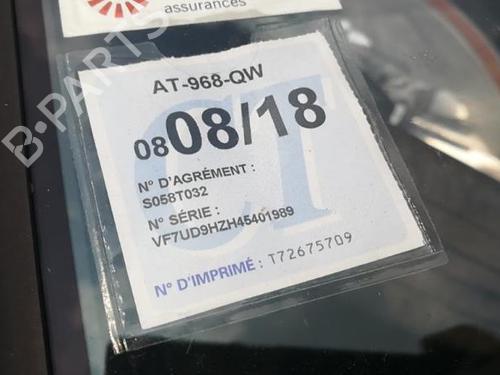 assurances
AT-968-QW
08 08/18
N° D'AGRÉMENT :
S058T032
N° SÉRIE :
VF7UD9HZH45401989
N° D'IMPRIMÉ : T72675709
CT
B-PARTS